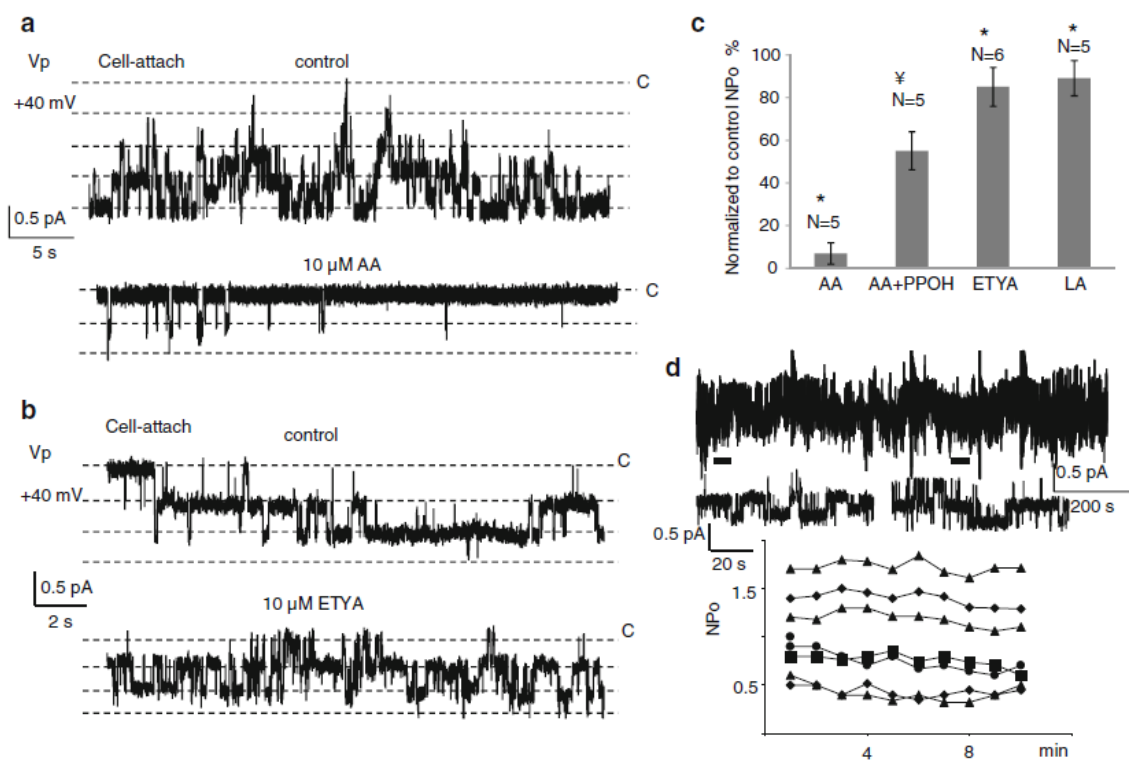 a
Vp
Cell-attach
control
C
+40 mV
0.5 pA
5 s
10 µM AA
C
b
Cell-attach
Vp
control
C
+40 mV
0.5 pA
2 s
10 µM ETYA
C
c
Normalized to control NPo %
100
80
60
40
20
0
*
N=5
¥
N=5
*
N=6
*
N=5
AA
AA+PPOH
ETYA
LA
d
0.5 pA
200 s
0.5 pA
20 s
NPo
1.5
0.5
4
8
min